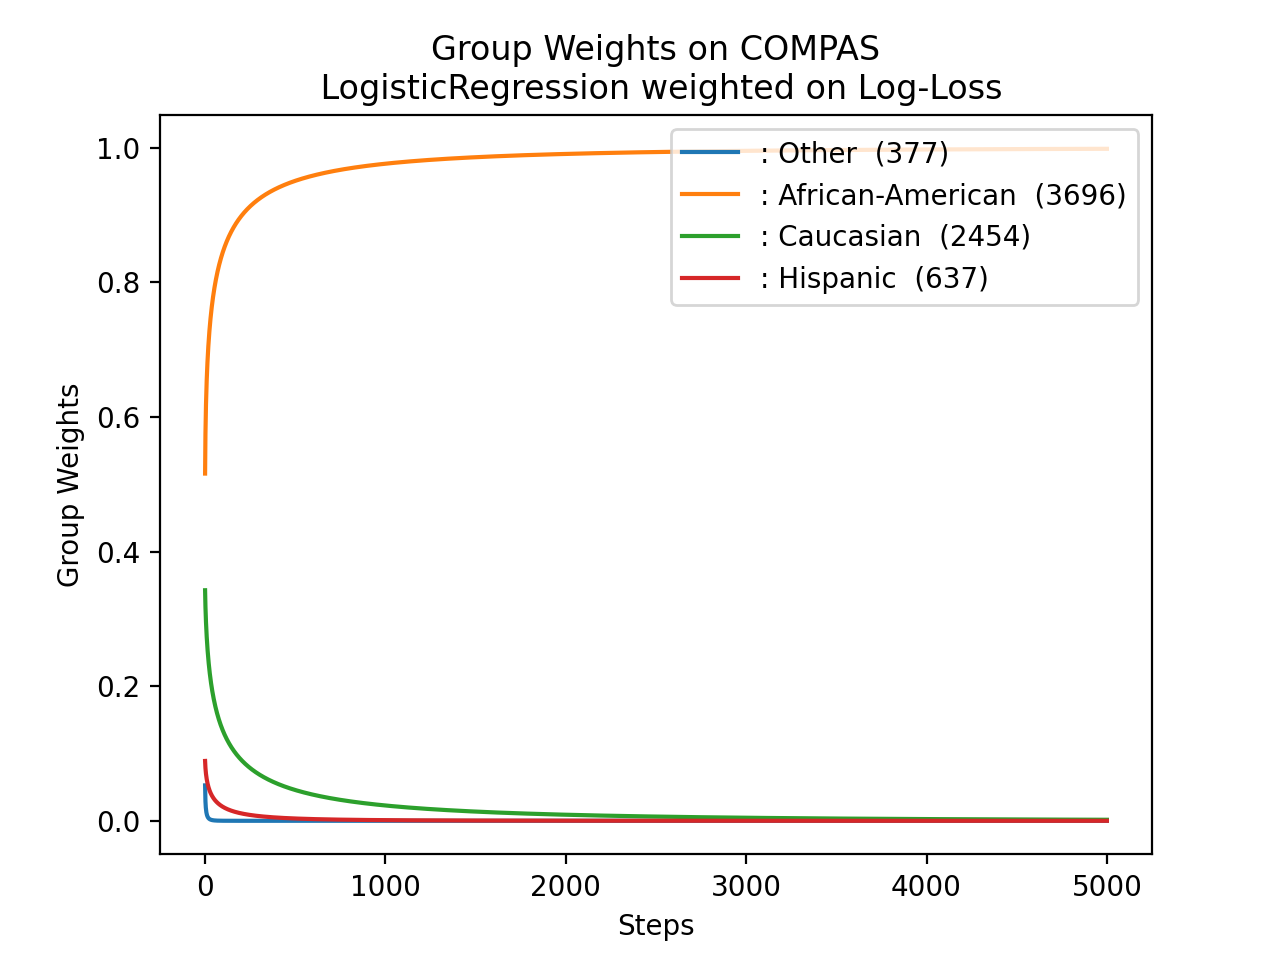 Group Weights on COMPAS
LogisticRegression weighted on Log-Loss
1.0
0.8
0.6
0.4
0.2
0.0
Group Weights
: Other (377)
: African-American (3696)
: Caucasian (2454)
: Hispanic (637)
0 1000 2000 3000 4000 5000
Steps